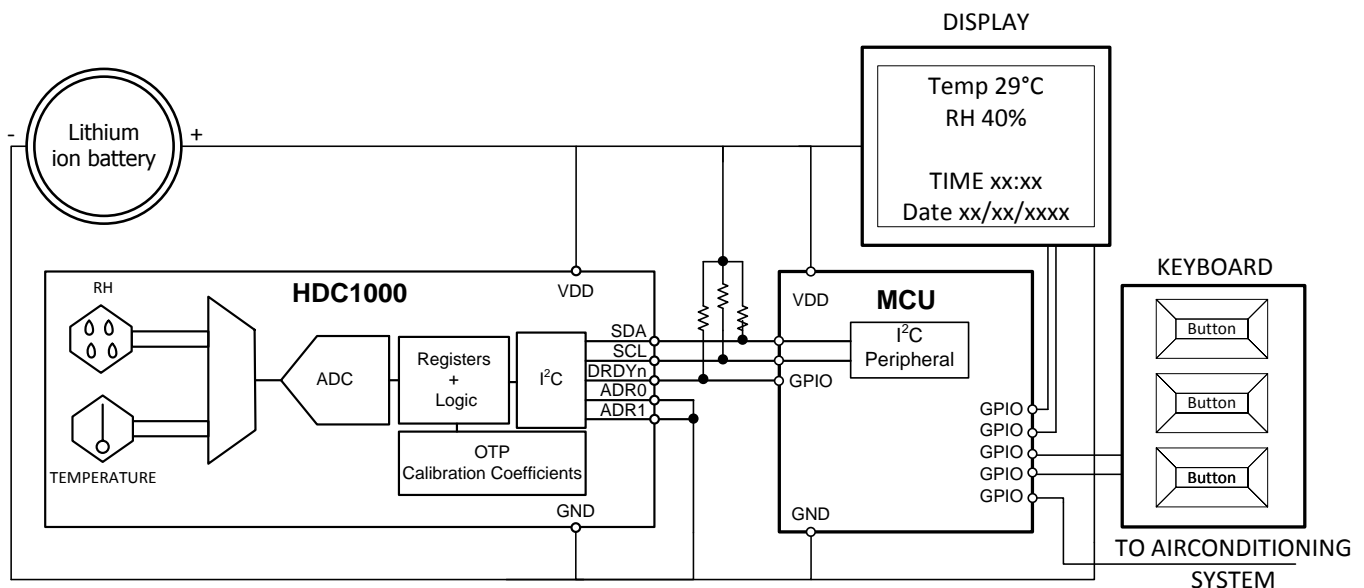 DISPLAY
Temp 29°C
RH 40%
TIME xx:xx
Date xx/xx/xxxx
-
Lithium
ion battery
+
HDC1000
RH
TEMPERATURE
ADC
Registers
+
Logic
I²C
OTP
Calibration Coefficients
VDD
SDA
SCL
DRDYn
ADR0
ADR1
GND
MCU
VDD
I²C
Peripheral
GPIO
GND
GPIO
GPIO
GPIO
GPIO
GPIO
KEYBOARD
Button
Button
Button
TO AIRCONDITIONING
SYSTEM